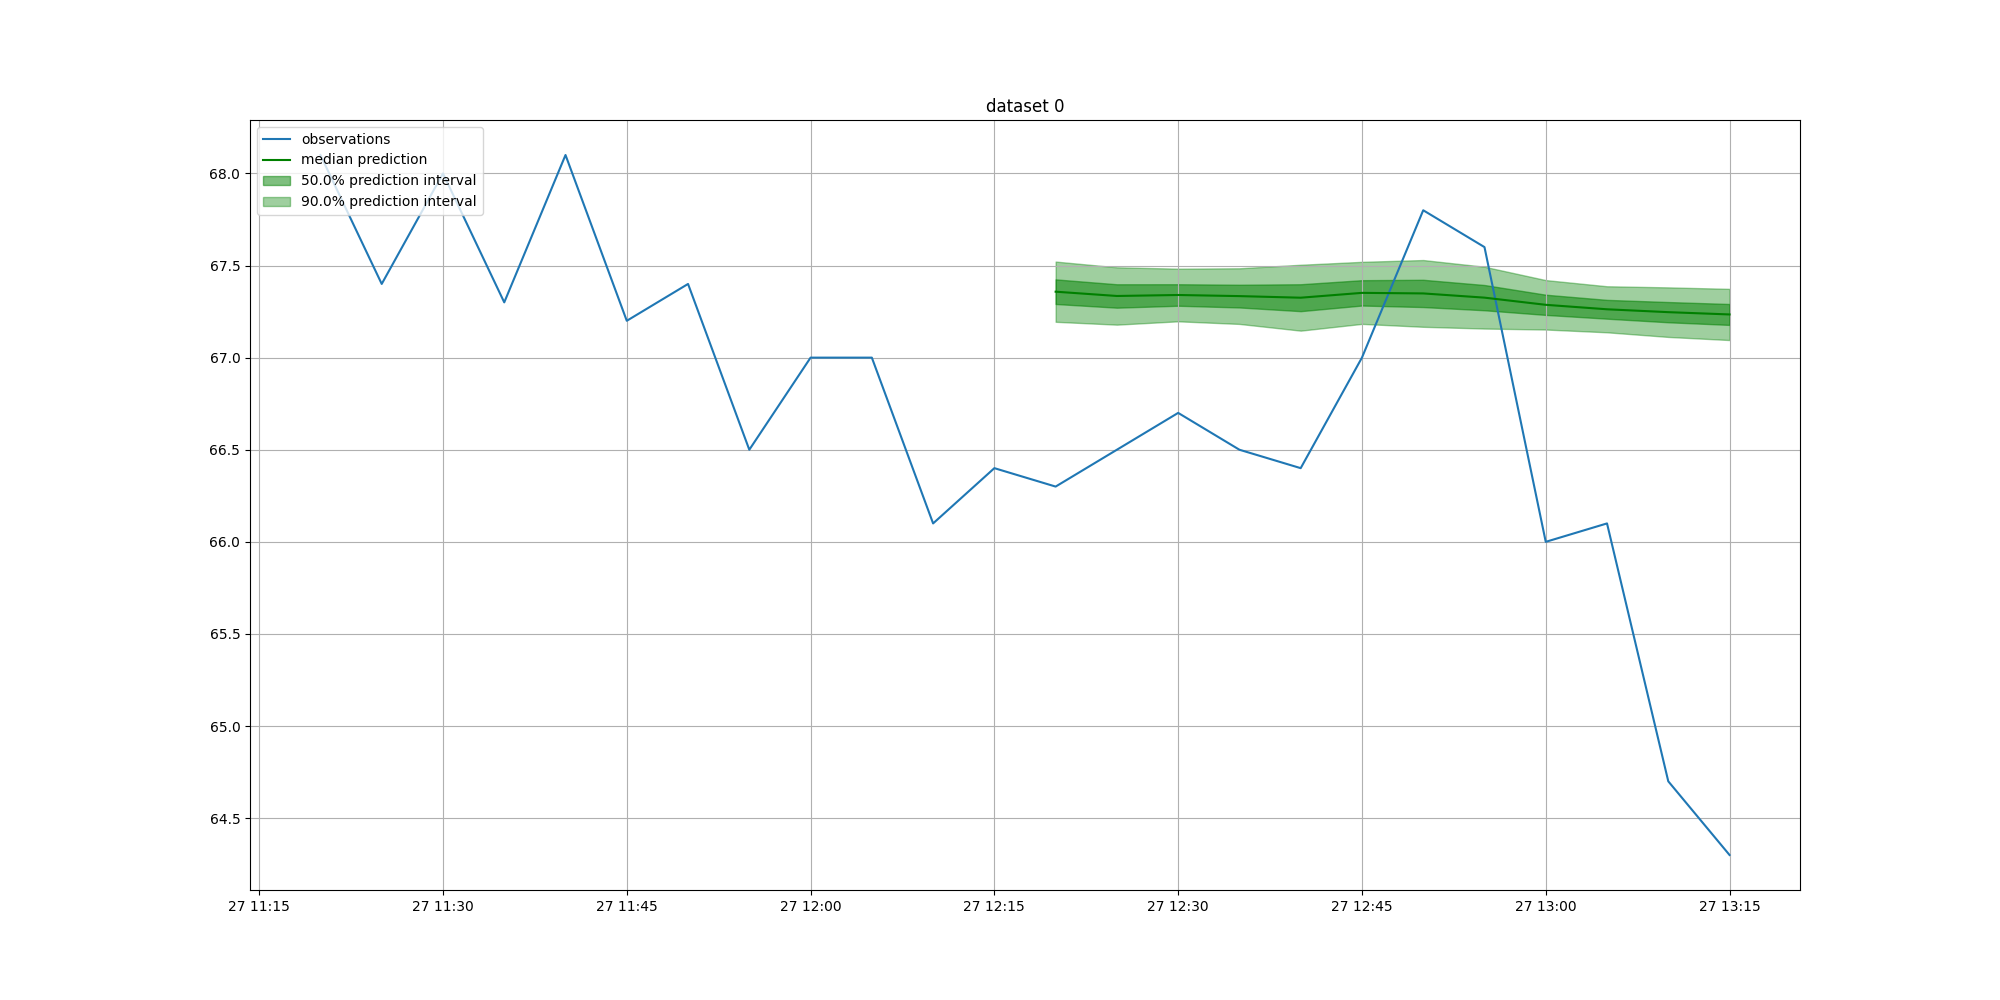 dataset 0
observations
median prediction
50.0% prediction interval
90.0% prediction interval
68.0
67.5
67.0
66.5
66.0
65.5
65.0
64.5
27 11:15 27 11:30 27 11:45 27 12:00 27 12:15 27 12:30 27 12:45 27 13:00 27 13:15